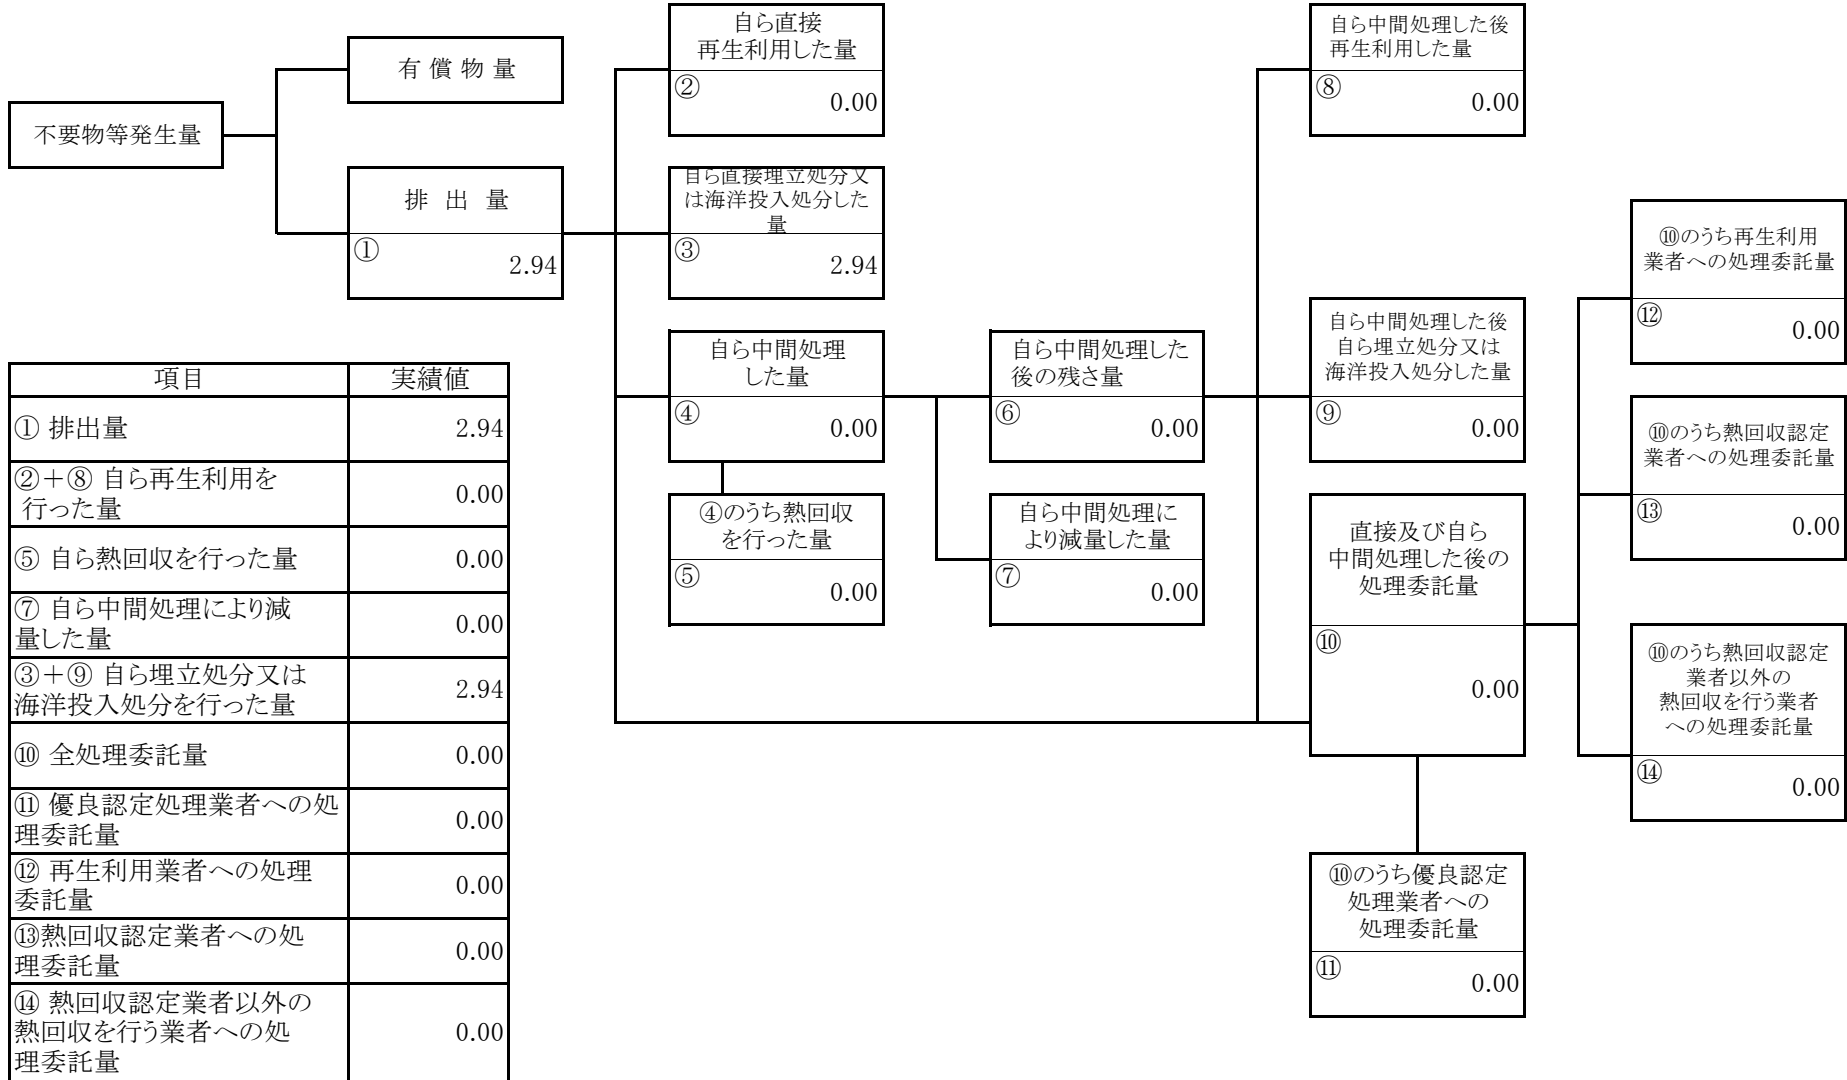 不要物等発生量
有 償 物 量
排 出 量
①
2.94
自ら直接
再生利用した量
②
0.00
自ら直接埋立処分又
は海洋投入処分した
量
③
2.94
自ら中間処理
した量
④
0.00
④のうち熱回収
を行った量
⑤
0.00
自ら中間処理した
後の残さ量
⑥
0.00
自ら中間処理に
より減量した量
⑦
0.00
自ら中間処理した後
再生利用した量
⑧
0.00
自ら中間処理した後
自ら埋立処分又は
海洋投入処分した量
⑨
0.00
直接及び自ら
中間処理した後の
処理委託量
⑩
0.00
⑩のうち優良認定
処理業者への
処理委託量
⑪
0.00
⑩のうち再生利用
業者への処理委託量
⑫
0.00
⑩のうち熱回収認定
業者への処理委託量
⑬
0.00
⑩のうち熱回収認定
業者以外の
熱回収を行う業者
への処理委託量
⑭
0.00
項目 実績値
① 排出量 2.94
②＋⑧ 自ら再生利用を
行った量 0.00
⑤ 自ら熱回収を行った量 0.00
⑦ 自ら中間処理により減
量した量 0.00
③＋⑨ 自ら埋立処分又は
海洋投入処分を行った量 2.94
⑩ 全処理委託量 0.00
⑪ 優良認定処理業者への処
理委託量 0.00
⑫ 再生利用業者への処理
委託量 0.00
⑬熱回収認定業者への処
理委託量 0.00
⑭ 熱回収認定業者以外の
熱回収を行う業者への処
理委託量 0.00